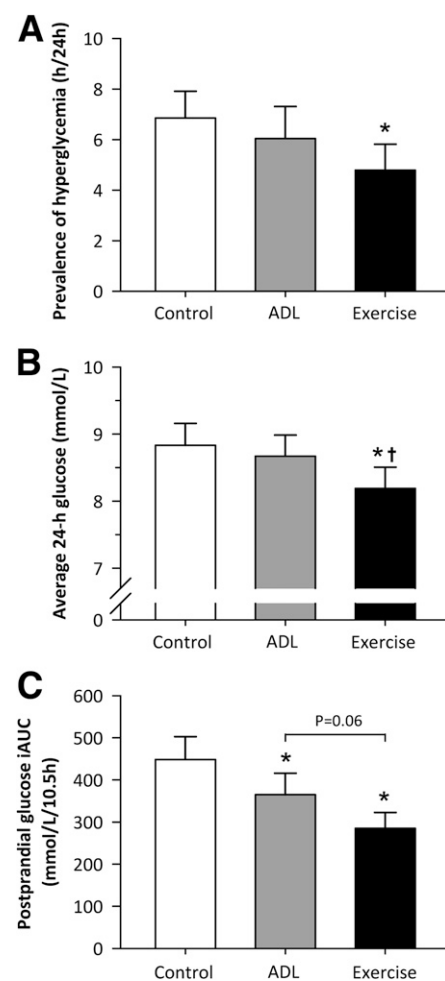 A
Prevalence of hyperglycemia (h/24h)
10
8
6
4
2
0
*
Control ADL Exercise
B
Average 24-h glucose (mmol/L)
10
9
8
7
0
*†
Control ADL Exercise
C
Postprandial glucose iAUC
(mmol/L/10.5h)
600
500
400
300
200
100
0
P=0.06
*
*
Control ADL Exercise